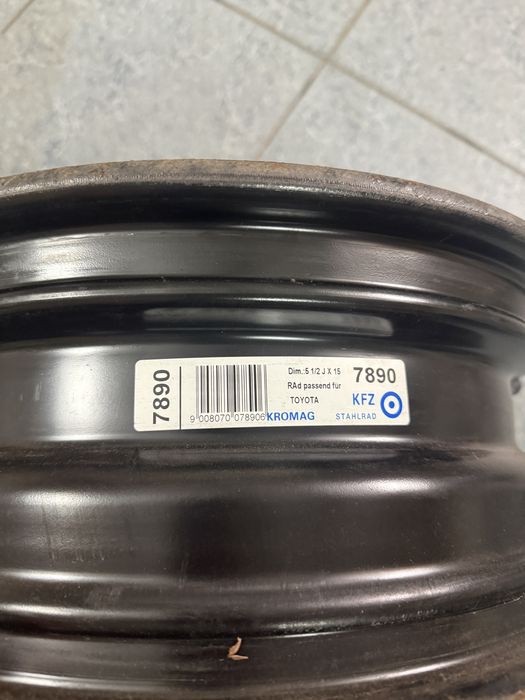 7890
9 008070 078906
Dim.:5 1/2 J X 15
RAd passend für
TOYOTA
KROMAG
7890
KFZ
STAHLRAD